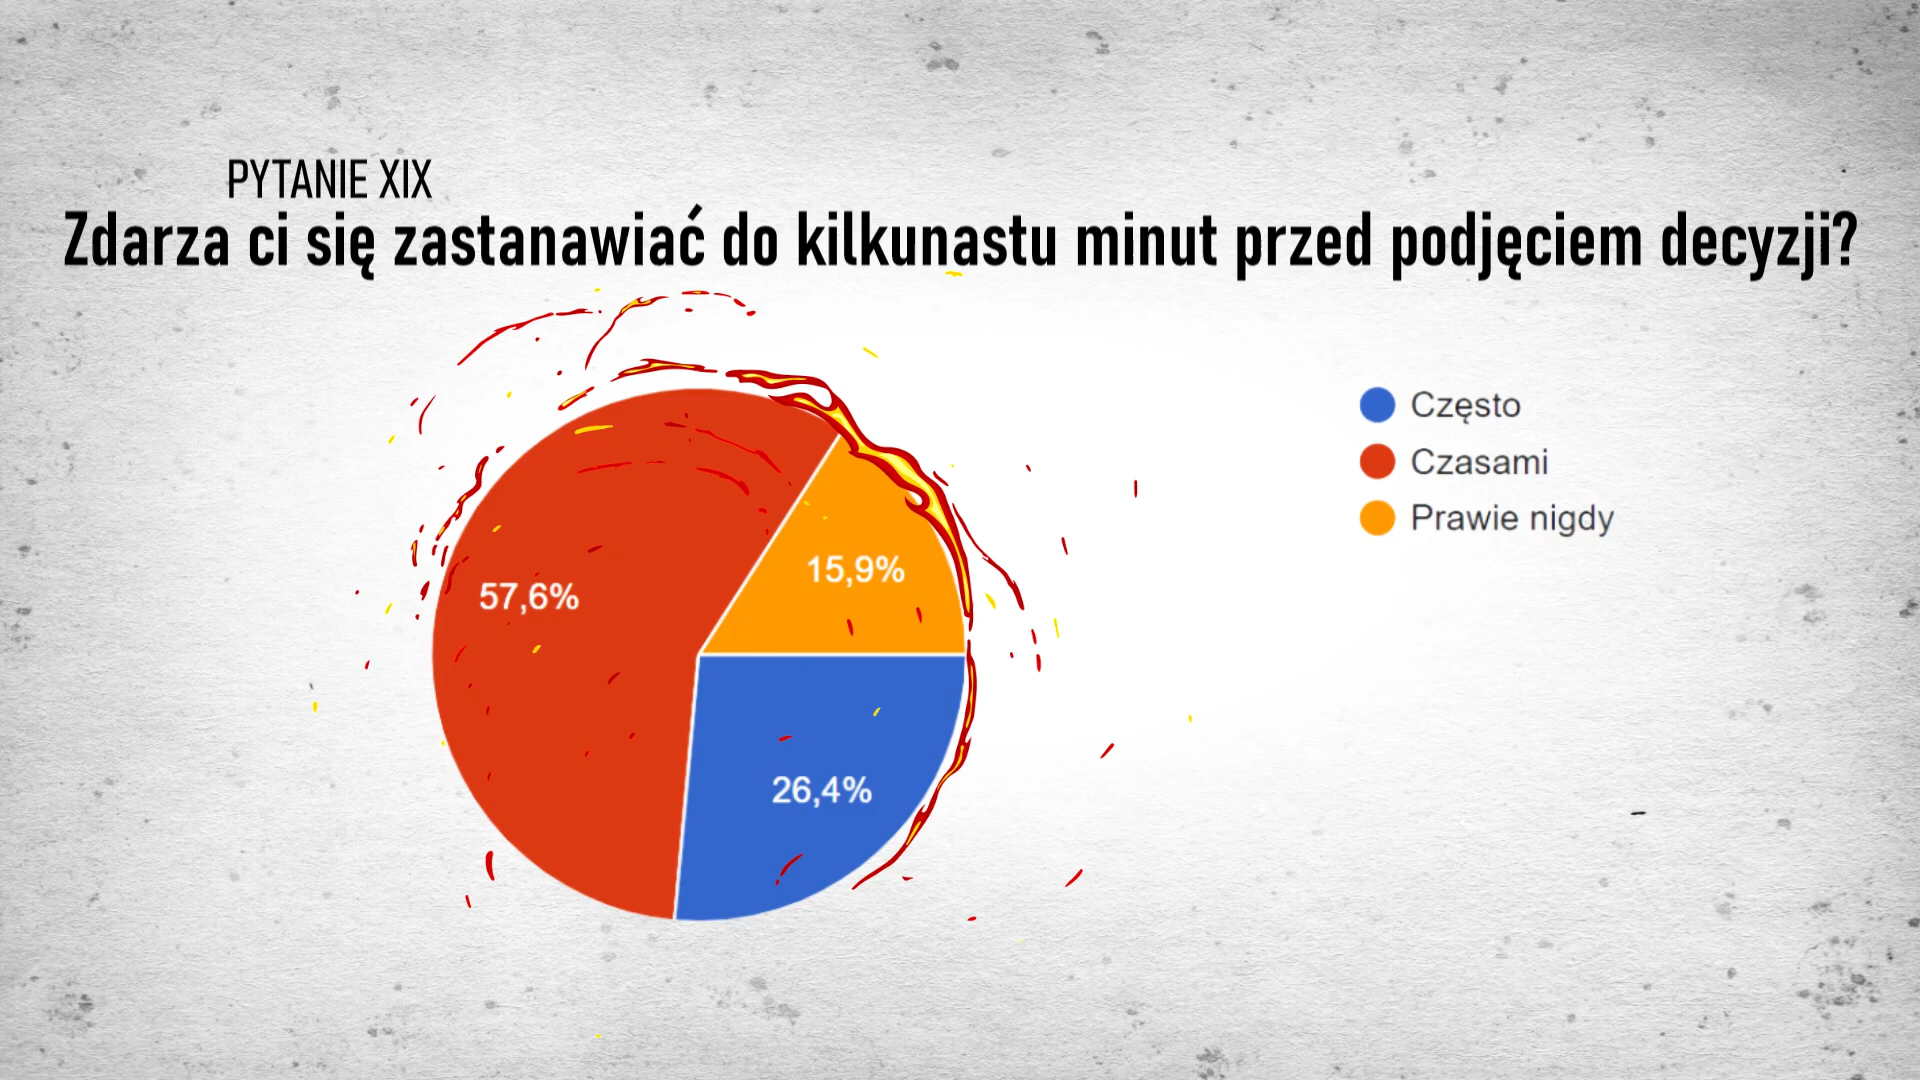 PYTANIE XIX
Zdarza ci się zastanawiać do kilkunastu minut przed podjęciem decyzji?
Często
Czasami
Prawie nigdy
57,6%
15,9%
26,4%